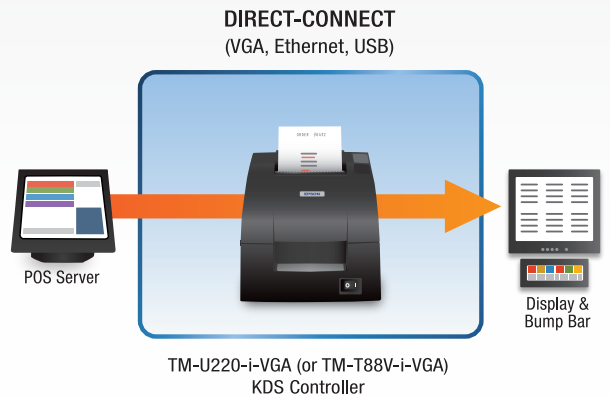 DIRECT-CONNECT
(VGA, Ethernet, USB)
EPSON
POS Server
Display &
Bump Bar
TM-U220-i-VGA (or TM-T88V-i-VGA)
KDS Controller